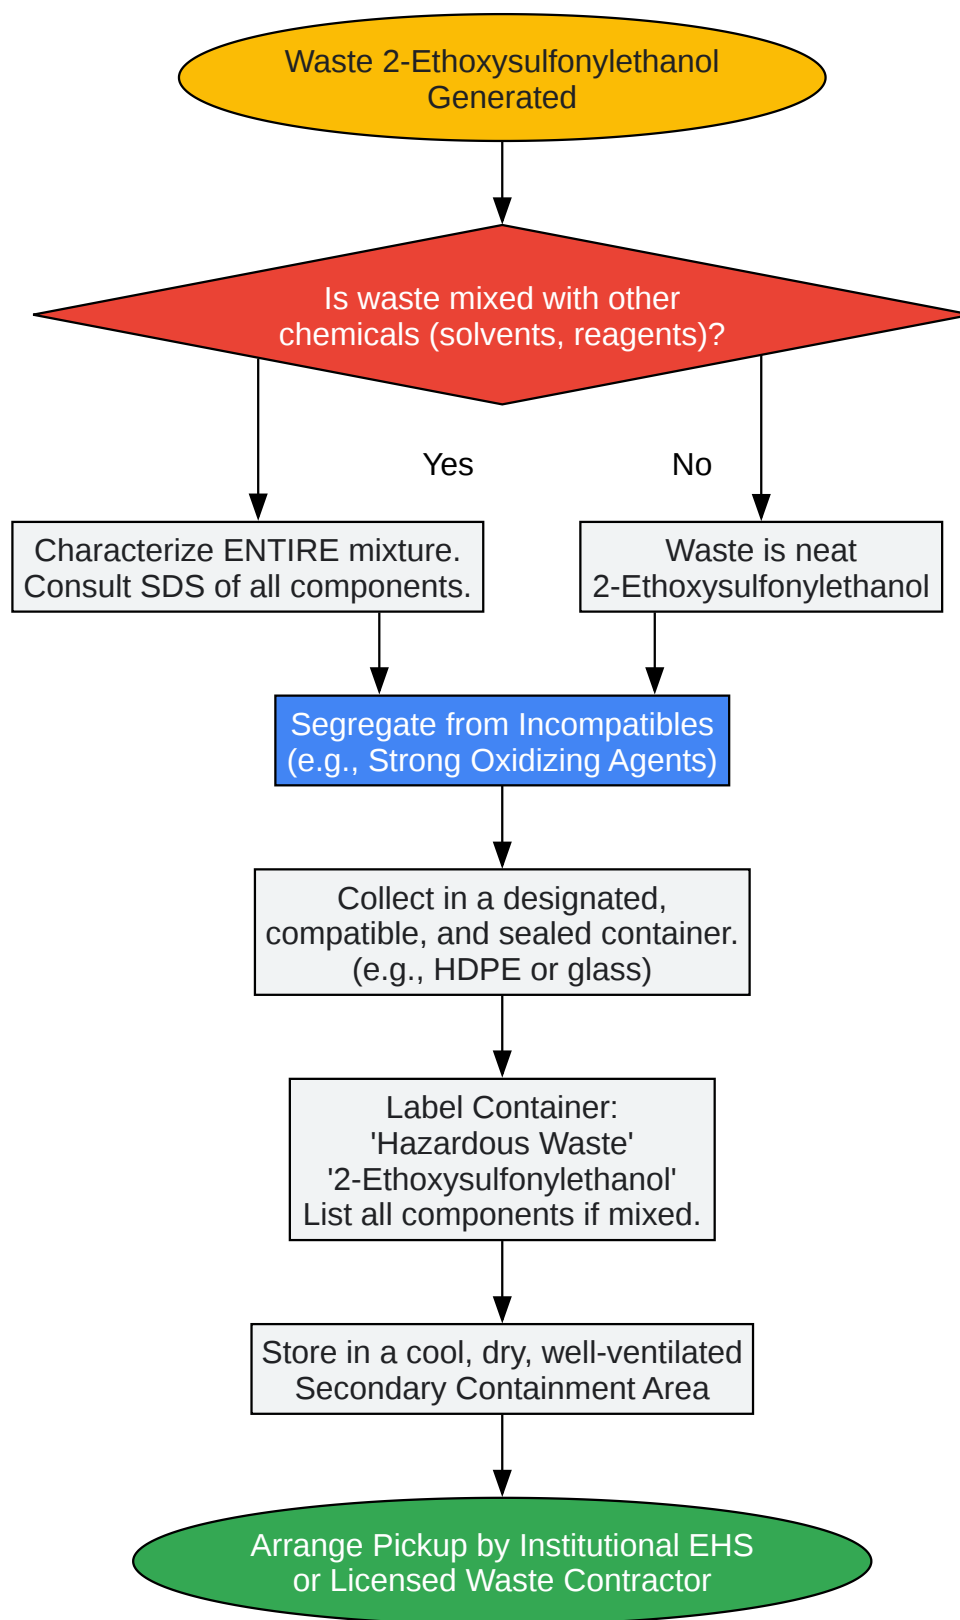 Waste 2-Ethoxysulfonylethanol
Generated
Is waste mixed with other
chemicals (solvents, reagents)?
Yes
No
Characterize ENTIRE mixture.
Consult SDS of all components.
Waste is neat
2-Ethoxysulfonylethanol
Segregate from Incompatibles
(e.g., Strong Oxidizing Agents)
Collect in a designated,
compatible, and sealed container.
(e.g., HDPE or glass)
Label Container:
'Hazardous Waste'
'2-Ethoxysulfonylethanol'
List all components if mixed.
Store in a cool, dry, well-ventilated
Secondary Containment Area
Arrange Pickup by Institutional EHS
or Licensed Waste Contractor